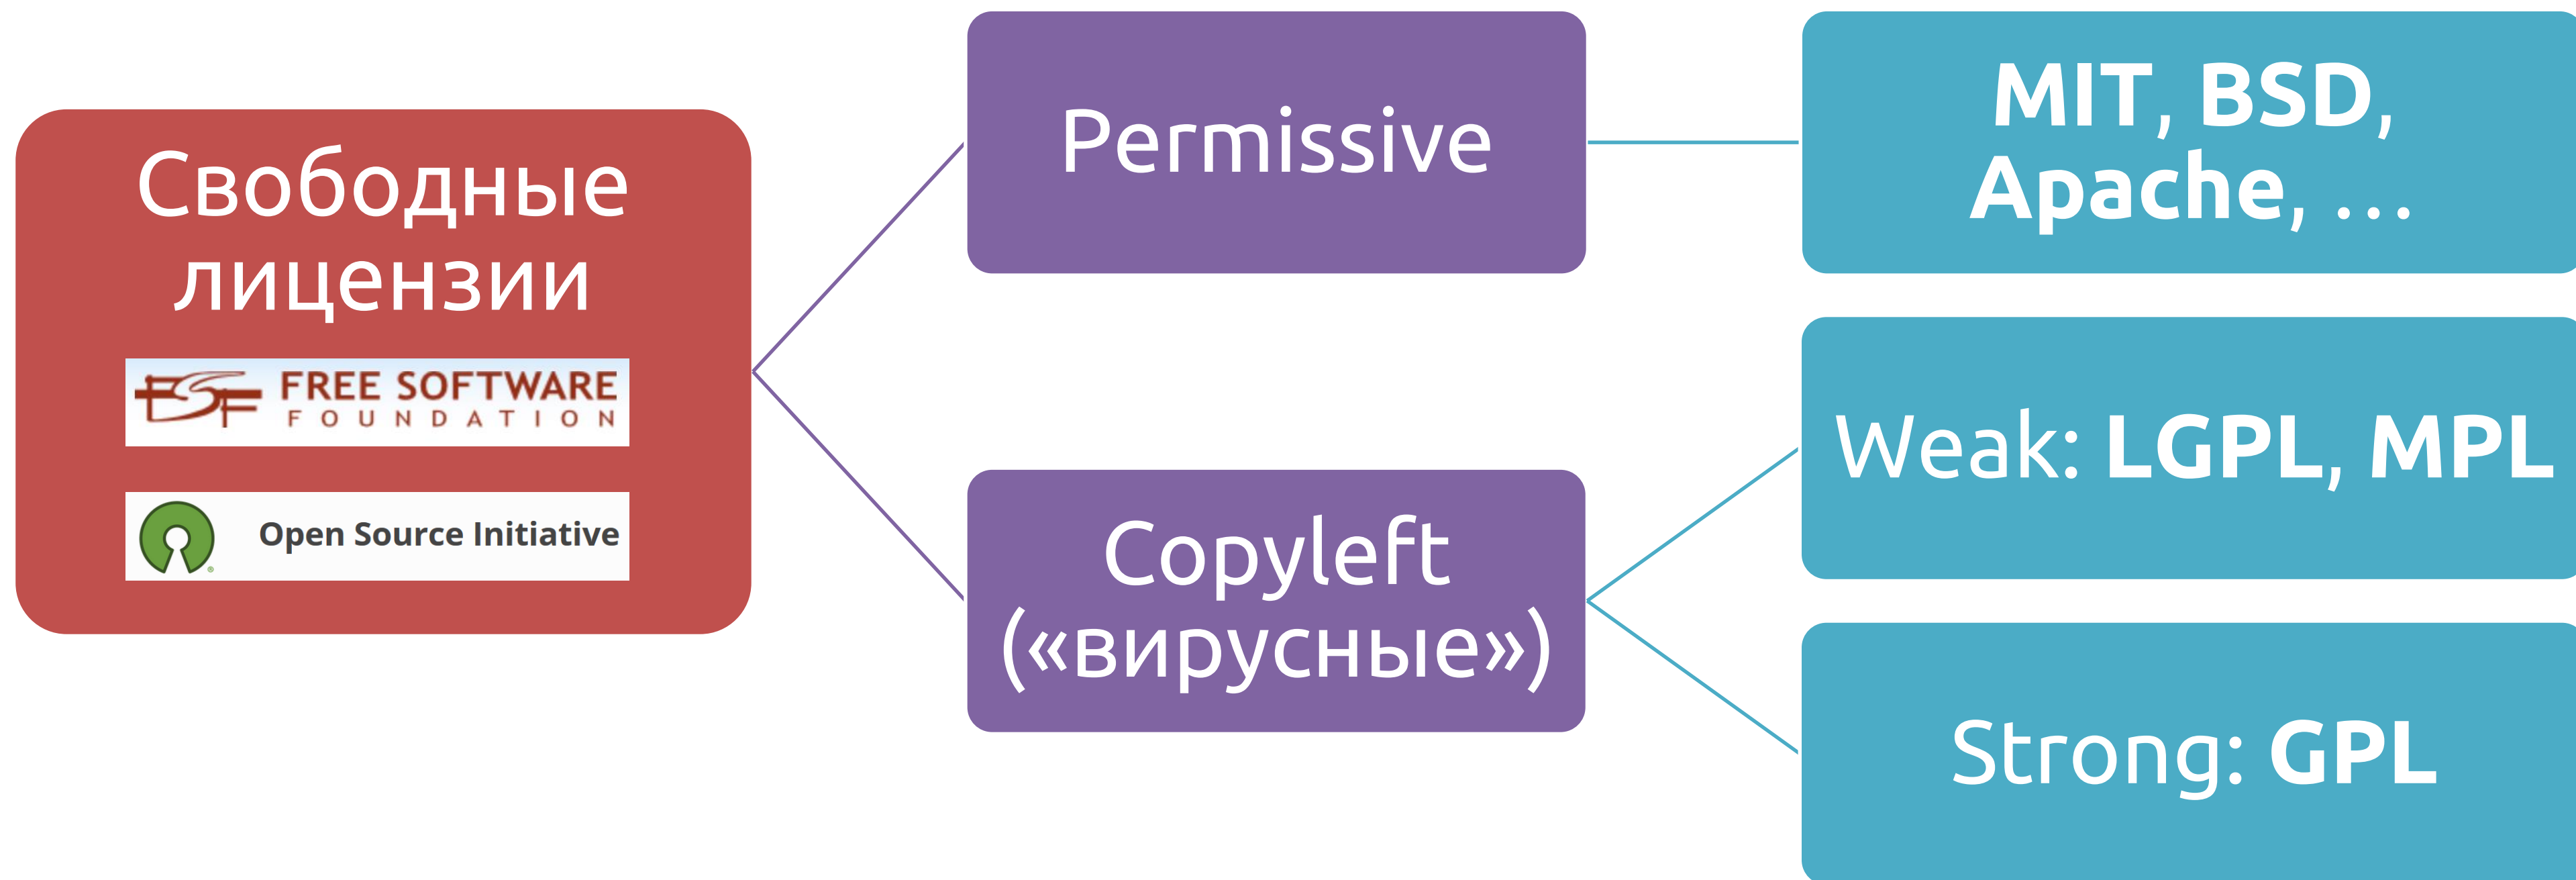 Свободные
лицензии
FREE SOFTWARE
FOUNDATION
Open Source Initiative
Permissive
Copyleft
(«вирусные»)
MIT, BSD,
Apache, …
Weak: LGPL, MPL
Strong: GPL